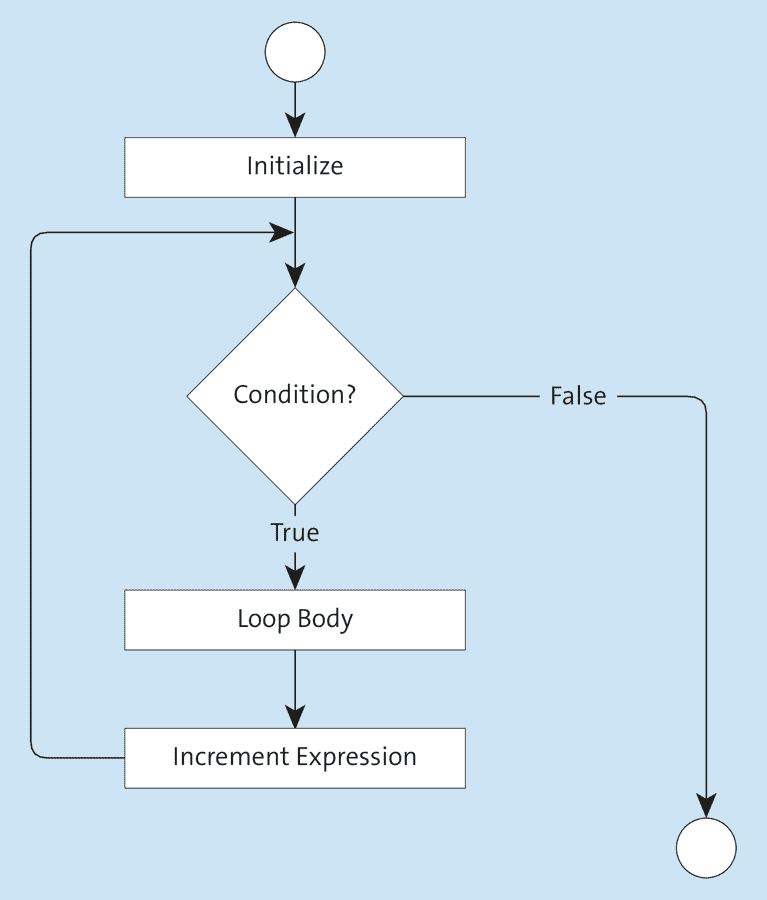 Initialize
Condition?
False
True
Loop Body
Increment Expression